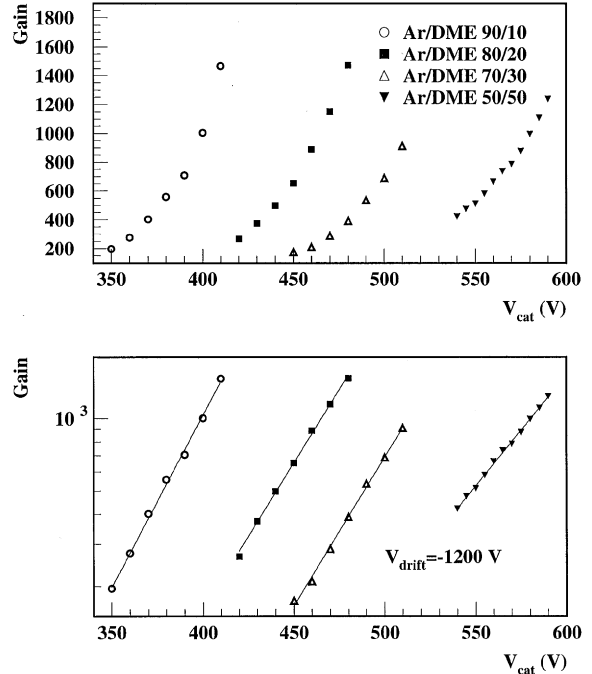 Gain
1800
1600
1400
1200
1000
800
600
400
200
Ar/DME 90/10
Ar/DME 80/20
Ar/DME 70/30
Ar/DME 50/50
350 400 450 500 550 600
V_cat (V)
Gain
10^3
V_drift=-1200 V
350 400 450 500 550 600
V_cat (V)